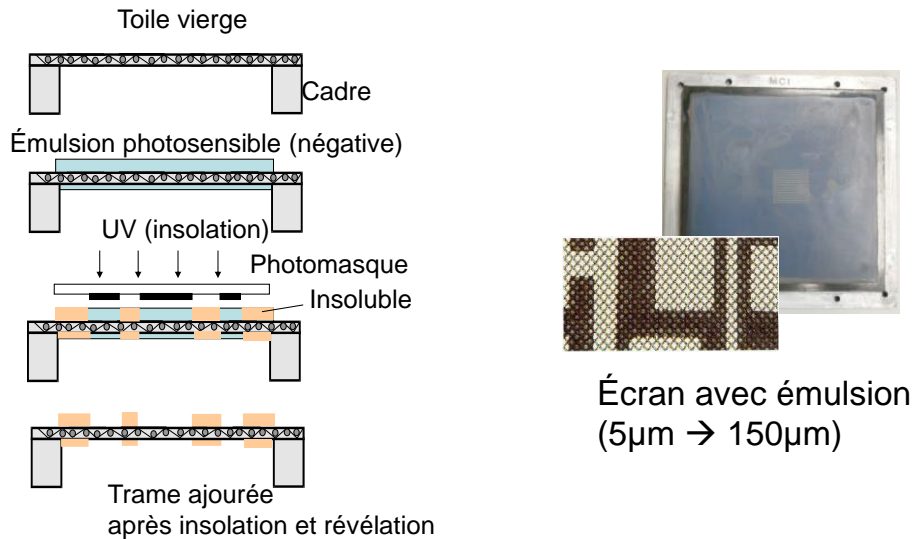 Toile vierge
Cadre
Émulsion photosensible (négative)
UV (insolation)
Photomasque
Insoluble
Trame ajourée
après insolation et révélation
MCI
Écran avec émulsion
(5µm → 150µm)